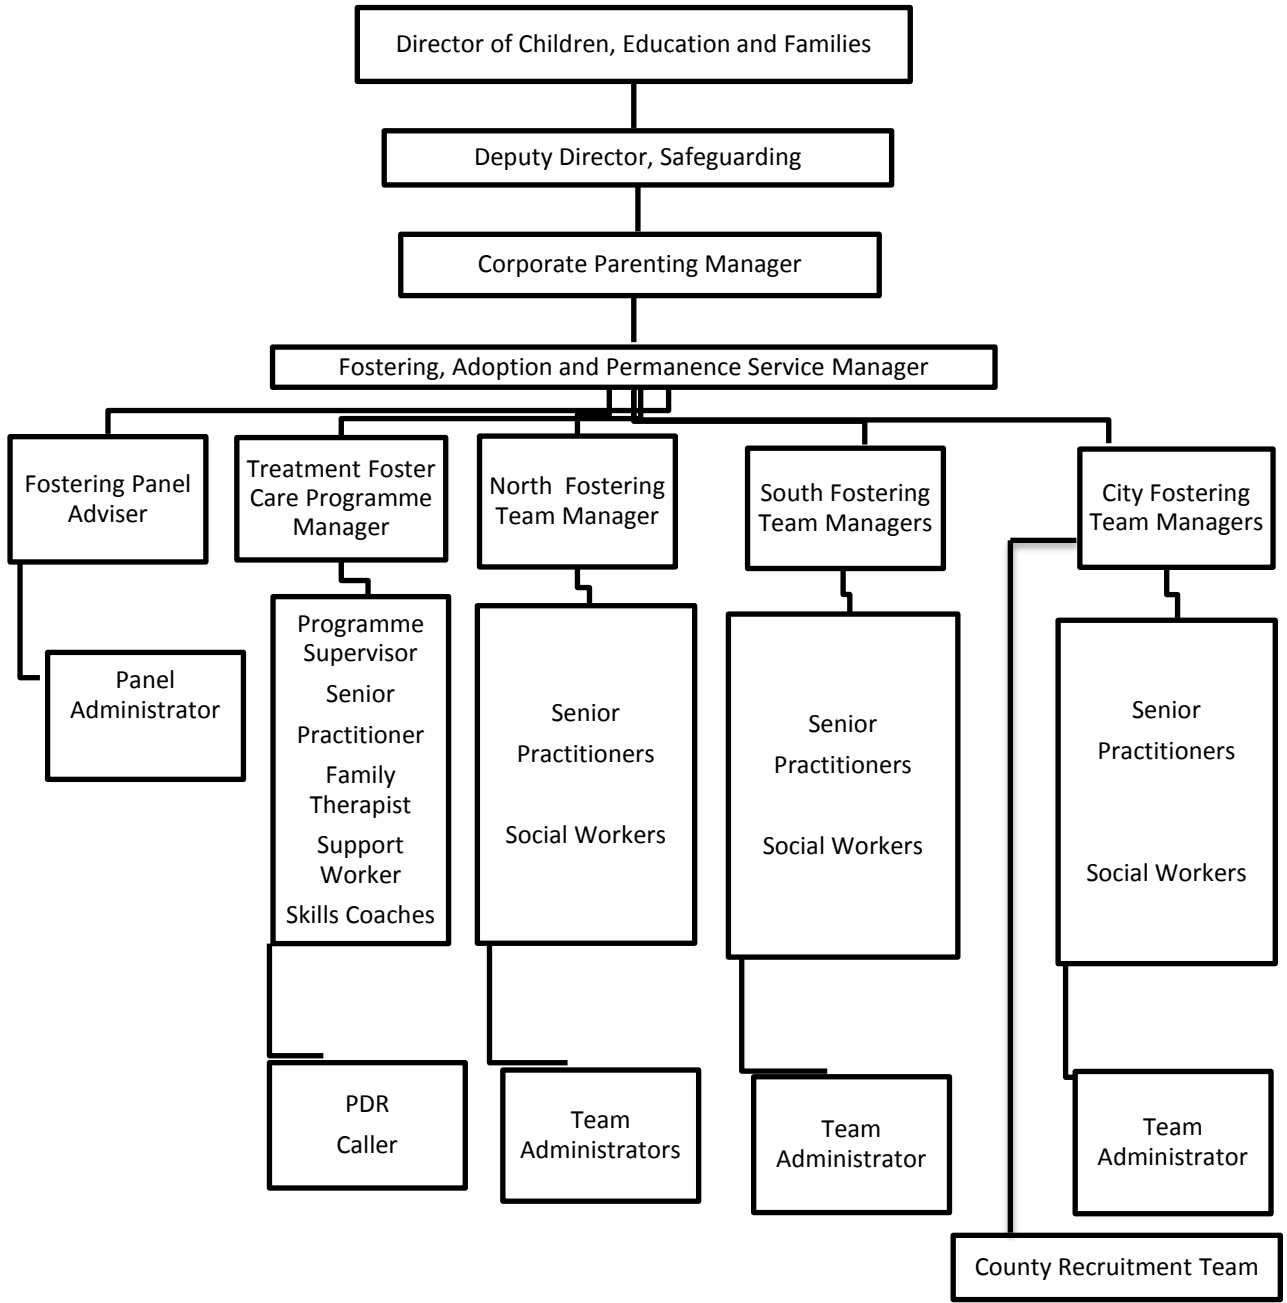 Director of Children, Education and Families
Deputy Director, Safeguarding
Corporate Parenting Manager
Fostering, Adoption and Permanence Service Manager
Fostering Panel
Adviser
Treatment Foster
Care Programme
Manager
North  Fostering
Team Manager
South Fostering
Team Managers
City Fostering
Team Managers
Panel
Administrator
Programme
Supervisor
Senior
Practitioner
Family
Therapist
Support
Worker
Skills Coaches
Senior
Practitioners
Social Workers
Senior
Practitioners
Social Workers
Senior
Practitioners
Social Workers
PDR
Caller
Team
Administrators
Team
Administrator
Team
Administrator
County Recruitment Team